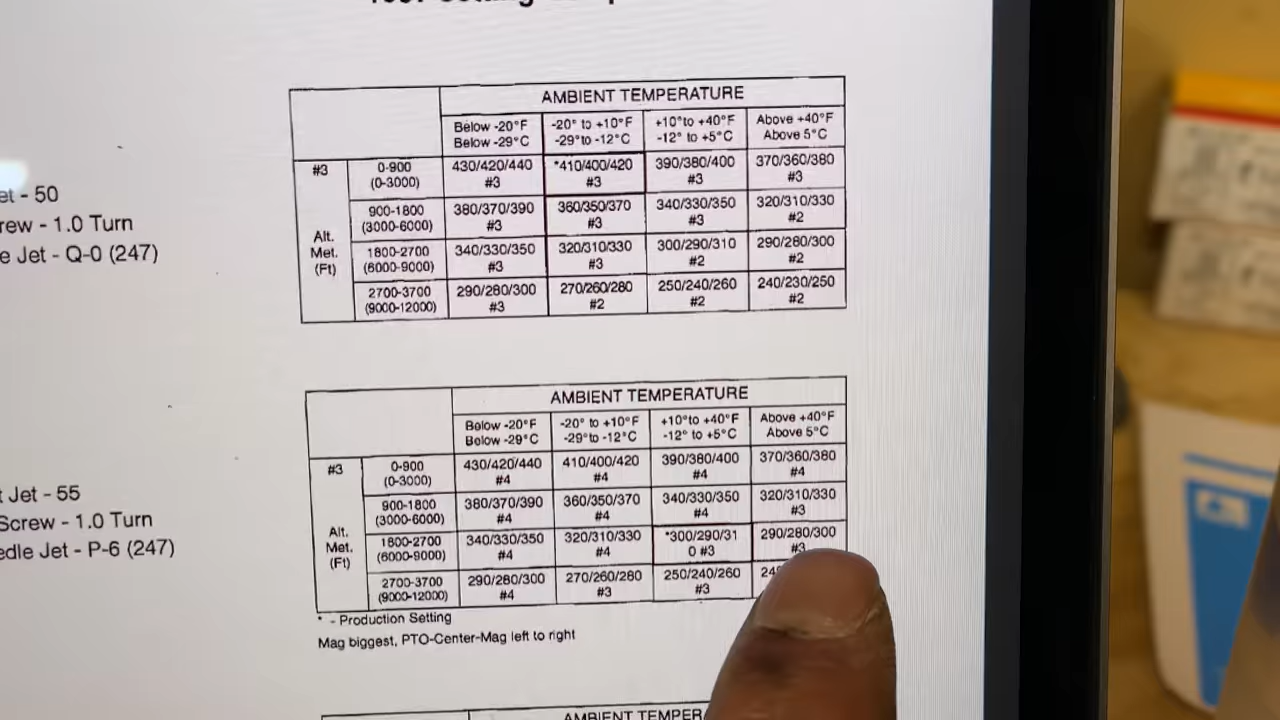 et - 50
rew - 1.0 Turn
e Jet - Q-0 (247)
AMBIENT TEMPERATURE
Below -20°F -20° to +10°F +10°to +40°F Above +40°F
Below -29°C -29°to -12°C -12° to +5°C Above 5°C
#3 0-900 430/420/440 *410/400/420 390/380/400 370/360/380
(0-3000) #3 #3 #3 #3
900-1800 380/370/390 360/350/370 340/330/350 320/310/330
(3000-6000) #3 #3 #3 #2
Alt.
Met.
(Ft)
1800-2700 340/330/350 320/310/330 300/290/310 290/280/300
(6000-9000) #3 #3 #2 #2
2700-3700 290/280/300 270/260/280 250/240/260 240/230/250
(9000-12000) #3 #2 #2 #2
t Jet - 55
Screw - 1.0 Turn
edle Jet - P-6 (247)
AMBIENT TEMPERATURE
Below -20°F -20° to +10°F +10°to +40°F Above +40°F
Below -29°C -29°to -12°C -12° to +5°C Above 5°C
#3 0-900 430/420/440 410/400/420 390/380/400 370/360/380
(0-3000) #4 #4 #4 #4
900-1800 380/370/390 360/350/370 340/330/350 320/310/330
(3000-6000) #4 #4 #4 #3
Alt.
Met.
(Ft)
1800-2700 340/330/350 320/310/330 *300/290/31 290/280/300
(6000-9000) #4 #4 0 #3 #3
2700-3700 290/280/300 270/260/280 250/240/260
(9000-12000) #4 #3 #3
* - Production Setting
Mag biggest, PTO-Center-Mag left to right
AMBIENT TEMPER